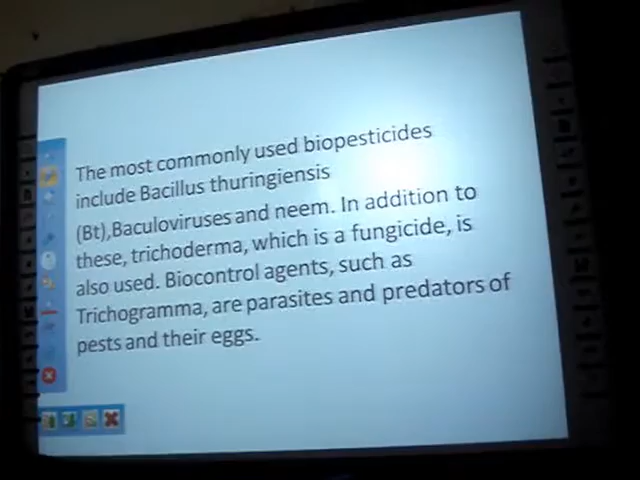 The most commonly used biopesticides
include Bacillus thuringiensis
(Bt),Baculoviruses and neem. In addition to
these, trichoderma, which is a fungicide, is
also used. Biocontrol agents, such as
Trichogramma, are parasites and predators of
pests and their eggs.